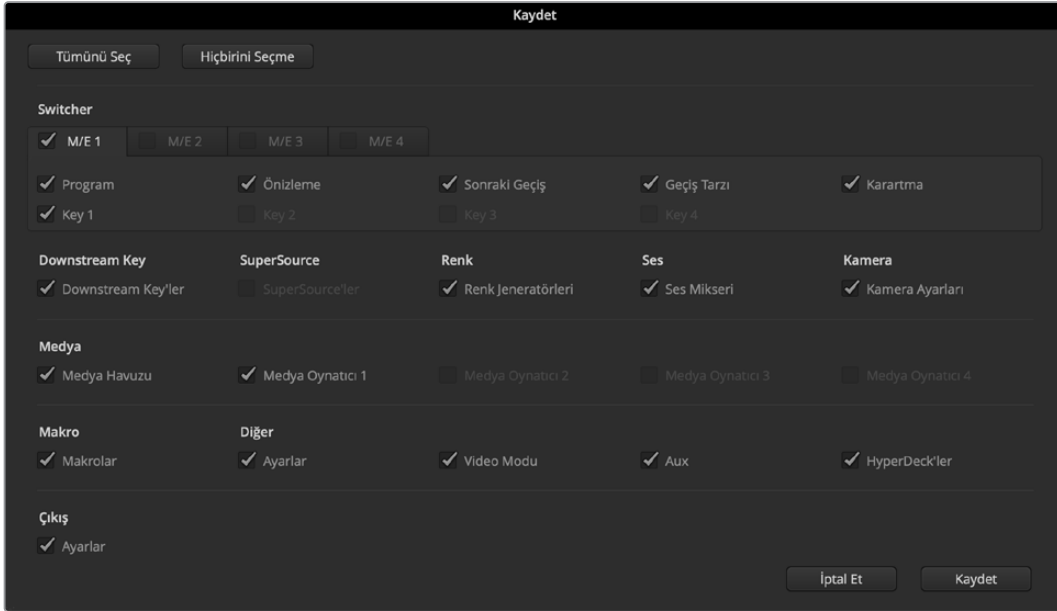 Kaydet
Tümünü Seç Hiçbirini Seçme
Switcher
M/E 1 M/E 2 M/E 3 M/E 4
Program Önizleme Sonraki Geçiş Geçiş Tarzı Karartma
Key 1 Key 2 Key 3 Key 4
Downstream Key SuperSource Renk Ses Kamera
Downstream Key'ler SuperSource'ler Renk Jeneratörleri Ses Mikseri Kamera Ayarları
Medya
Medya Havuzu Medya Oynatıcı 1 Medya Oynatıcı 2 Medya Oynatıcı 3 Medya Oynatıcı 4
Makro Diğer
Makrolar Ayarlar Video Modu Aux HyperDeck'ler
Çıkış
Ayarlar
İptal Et Kaydet